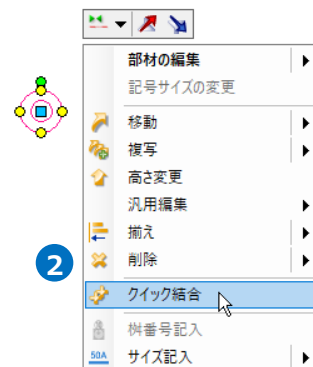 部材の編集
記号サイズの変更
移動
複写
高さ変更
汎用編集
揃え
2
削除
クイック結合
桝番号記入
50A
サイズ記入